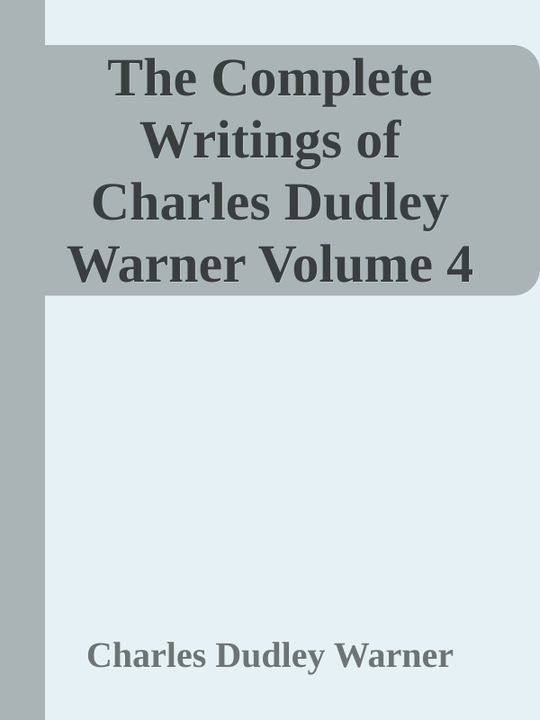 The Complete
Writings of
Charles Dudley
Warner Volume 4
Charles Dudley Warner